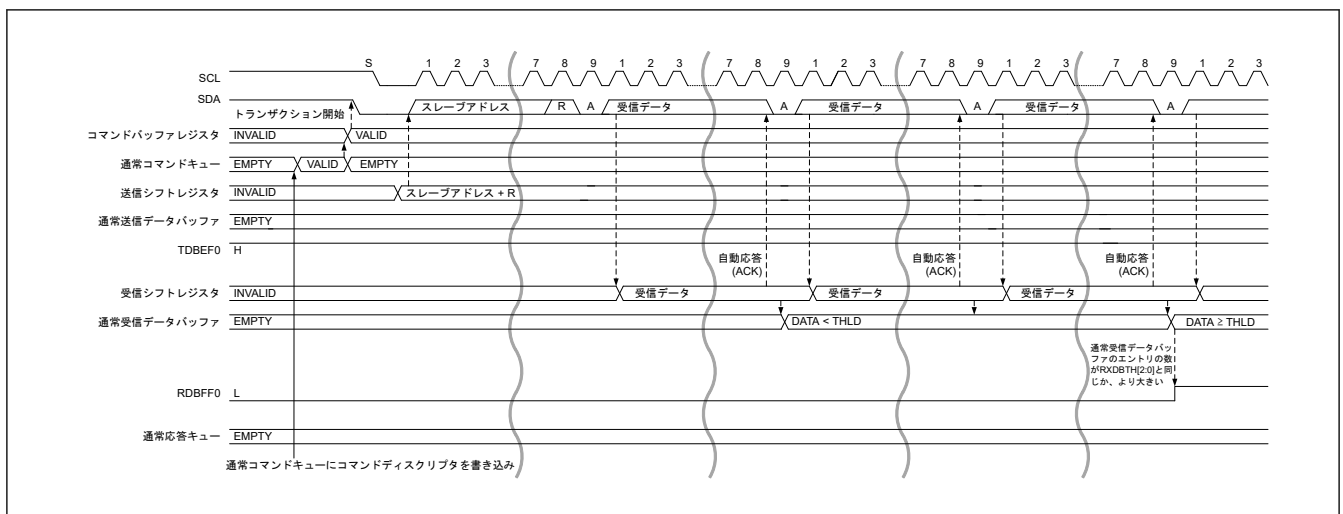 S 1 2 3 7 8 9 1 2 3 7 8 9 1 2 3 7 8 9 1 2 3 7 8 9 1 2 3
SCL
SDA スレーブアドレス R A 受信データ A 受信データ A 受信データ A
トランザクション開始
コマンドバッファレジスタ INVALID VALID
通常コマンドキュー EMPTY VALID EMPTY
送信シフトレジスタ INVALID スレーブアドレス + R
通常送信データバッファ EMPTY
TDBEF0 H
自動応答 自動応答 自動応答
(ACK) (ACK) (ACK)
受信シフトレジスタ INVALID 受信データ 受信データ 受信データ
通常受信データバッファ EMPTY DATA < THLD DATA ≥ THLD
通常受信データバッ
ファのエントリの数
がRXDBTH[2:0]と同
じか、より大きい
RDBFF0 L
通常応答キュー EMPTY
通常コマンドキューにコマンドディスクリプタを書き込み